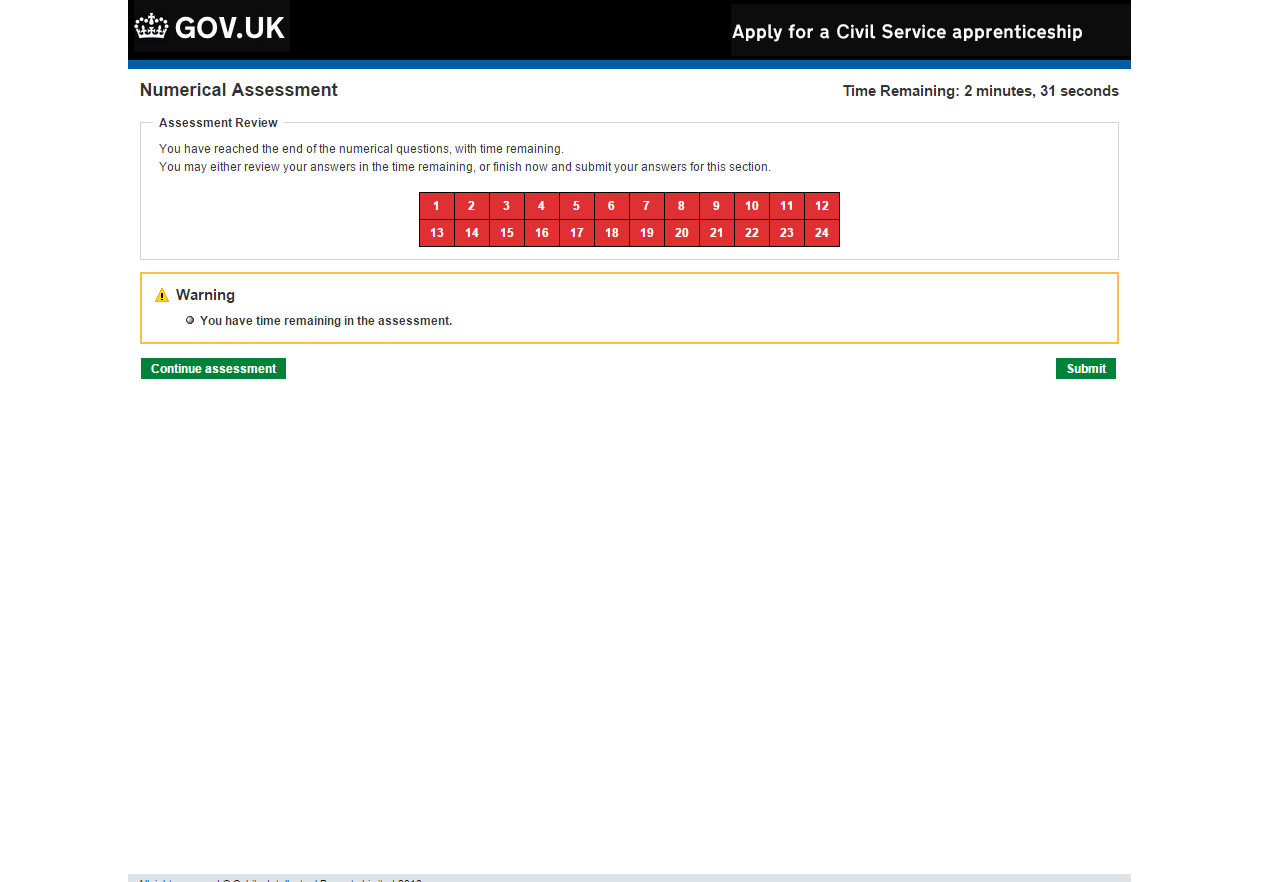 GOV.UK
Apply for a Civil Service apprenticeship
Numerical Assessment
Time Remaining: 2 minutes, 31 seconds
Assessment Review
You have reached the end of the numerical questions, with time remaining.
You may either review your answers in the time remaining, or finish now and submit your answers for this section.
1 2 3 4 5 6 7 8 9 10 11 12
13 14 15 16 17 18 19 20 21 22 23 24
Warning
You have time remaining in the assessment.
Continue assessment
Submit